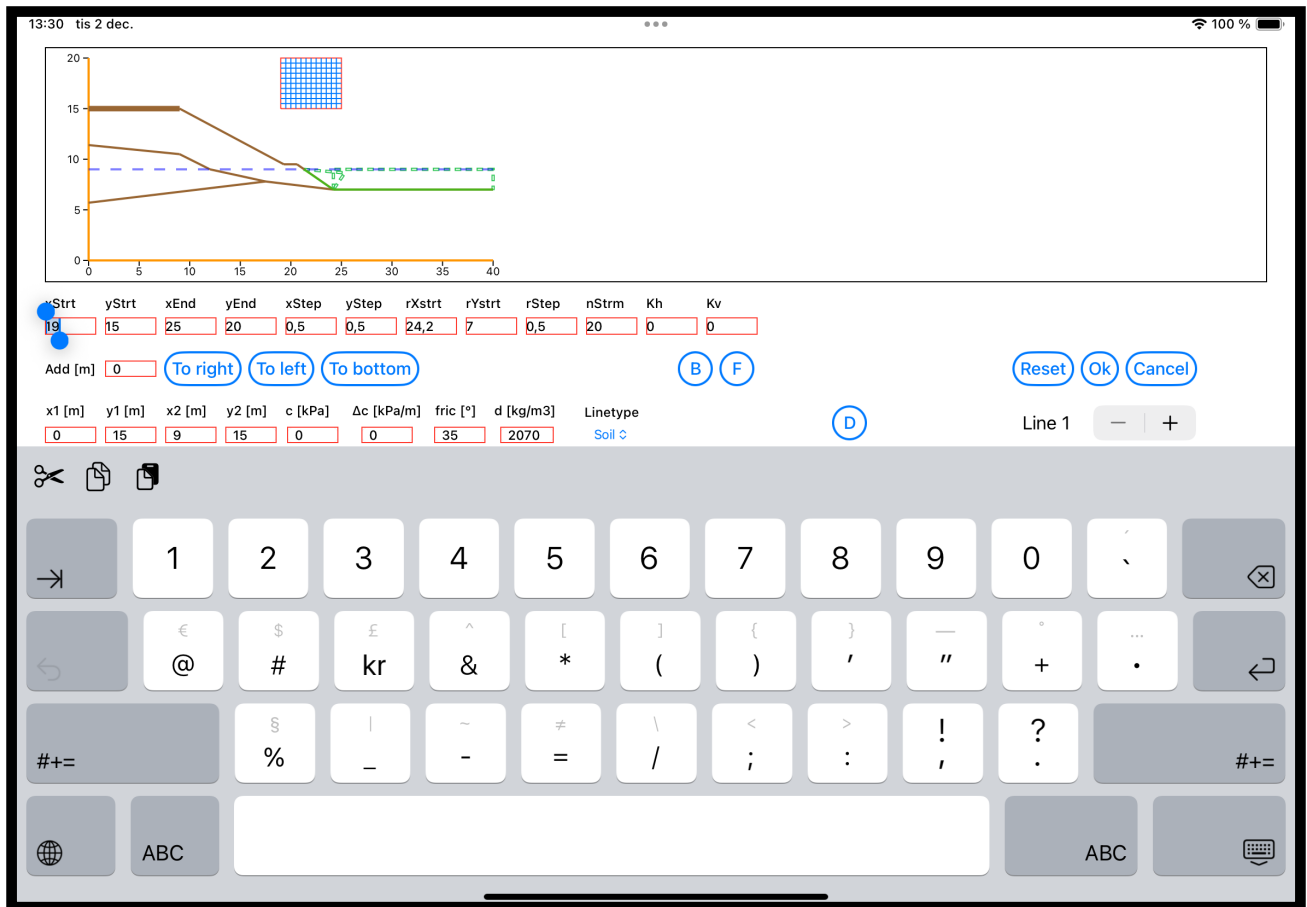 13:30 tis 2 dec.
100 %
20
15
10
5
0
0 5 10 15 20 25 30 35 40
xStrt yStrt xEnd yEnd xStep yStep rXstrt rYstrt rStep nStrm Kh Kv
19 15 25 20 0,5 0,5 24,2 7 0,5 20 0 0
Add [m] 0 To right To left To bottom B F Reset Ok Cancel
x1 [m] y1 [m] x2 [m] y2 [m] c [kPa] Δc [kPa/m] fric [°] d [kg/m3] Linetype
0 15 9 15 0 0 35 2070 Soil D Line 1 − +
1 2 3 4 5 6 7 8 9 0 ´ `
€ $ £ ^ [ ] { } — ° …
@ # kr & * ( ) ’ ” + •
§ | ~ ≠ \ < > ! ?
#+= % _ - = / ; : , . #+=
ABC ABC